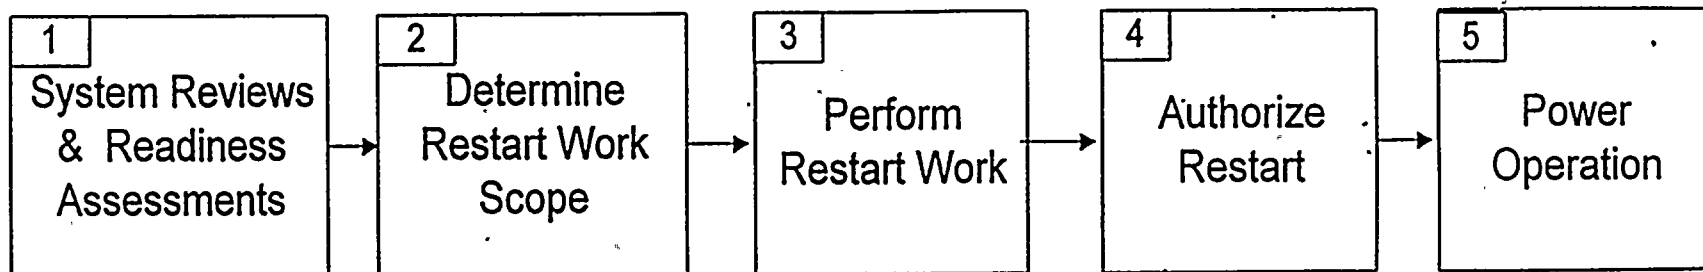 1
System Reviews
& Readiness
Assessments
2
Determine
Restart Work
Scope
3
Perform
Restart Work
4
Authorize
Restart
5
Power
Operation